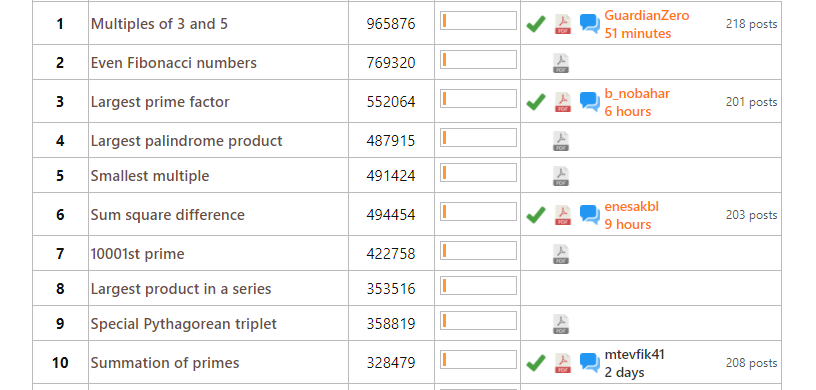 1 Multiples of 3 and 5 965876 PDF GuardianZero 218 posts
51 minutes
2 Even Fibonacci numbers 769320 PDF
3 Largest prime factor 552064 PDF b_nobahar 201 posts
6 hours
4 Largest palindrome product 487915 PDF
5 Smallest multiple 491424 PDF
6 Sum square difference 494454 PDF enesakbl 203 posts
9 hours
7 10001st prime 422758 PDF
8 Largest product in a series 353516
9 Special Pythagorean triplet 358819 PDF
10 Summation of primes 328479 PDF mtevfik41 208 posts
2 days